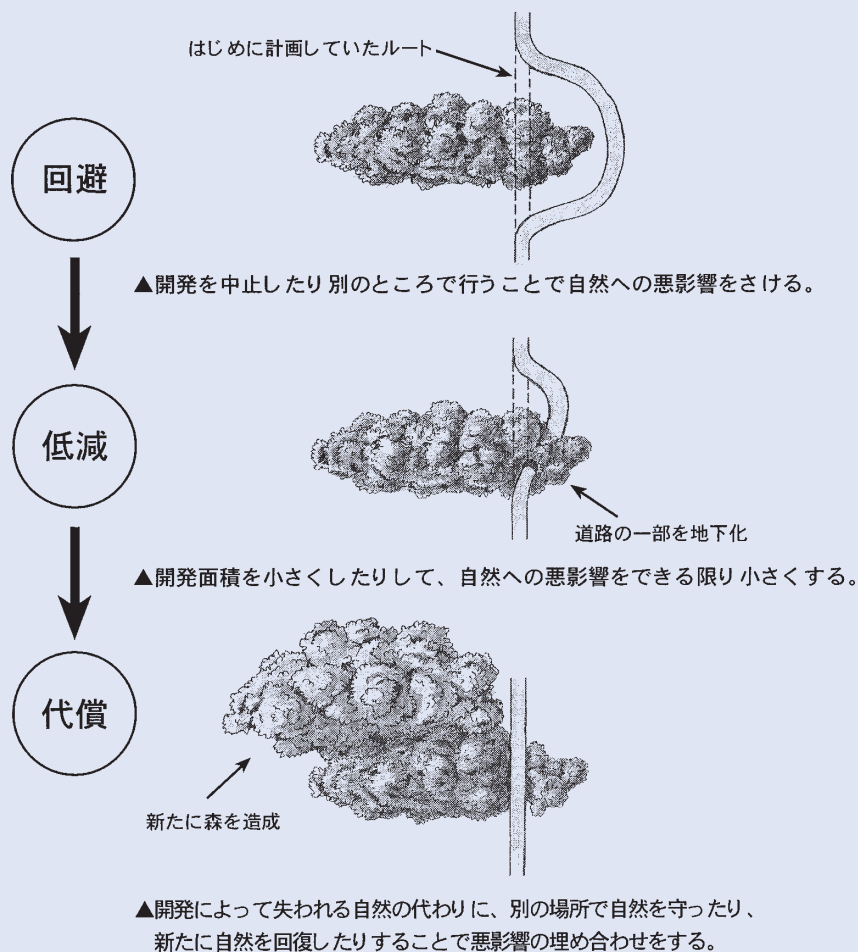 はじめに計画していたルート
回避
▲開発を中止したり別のところで行うことで自然への悪影響をさける。
低減
道路の一部を地下化
▲開発面積を小さくしたりして、自然への悪影響をできる限り小さくする。
代償
新たに森を造成
▲開発によって失われる自然の代わりに、別の場所で自然を守ったり、
新たに自然を回復したりすることで悪影響の埋め合わせをする。